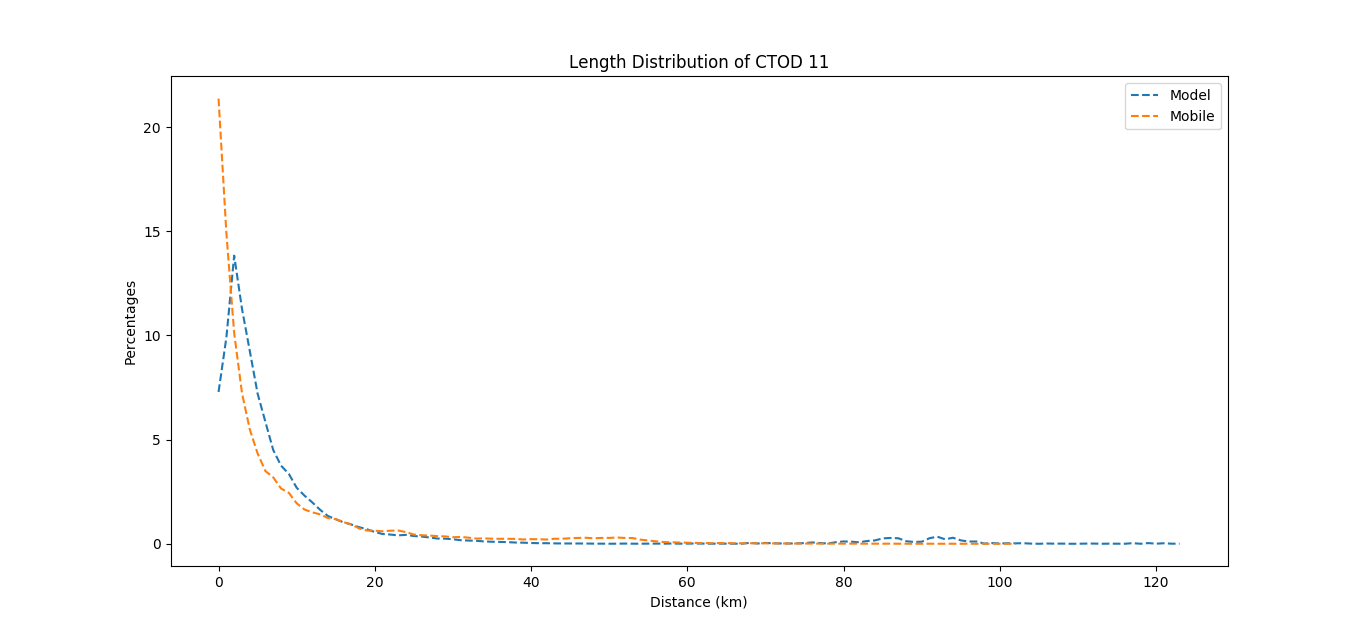 Length Distribution of CTOD 11
Model
Mobile
Percentages
20
15
10
5
0
0 20 40 60 80 100 120
Distance (km)